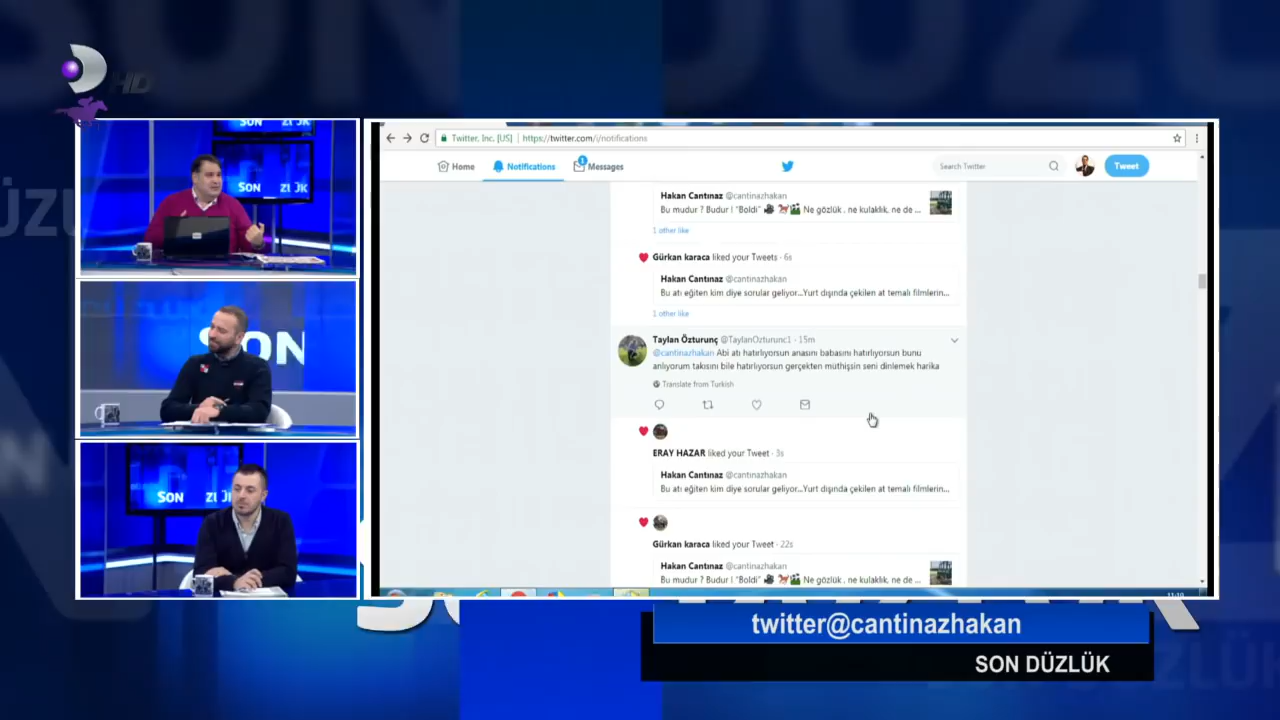 HD
SON ZLÜK
SON
SON ZLÜK
Twitter, Inc. [US] https://twitter.com/i/notifications
Home Notifications 1 Messages Search Twitter Tweet
Hakan Cantınaz @cantinazhakan
Bu mudur ? Budur ! "Boldi" Ne gözlük . ne kulaklık, ne de ...
1 other like
Gürkan karaca liked your Tweets · 6s
Hakan Cantınaz @cantinazhakan
Bu atı eğiten kim diye sorular geliyor...Yurt dışında çekilen at temalı filmlerin...
1 other like
Taylan Özturunç @TaylanOzturunc1 · 15m
@cantinazhakan Abi atı hatırlıyorsun anasını babasını hatırlıyorsun bunu
anlıyorum takısını bile hatırlıyorsun gerçekten müthişsin seni dinlemek harika
Translate from Turkish
ERAY HAZAR liked your Tweet · 3s
Hakan Cantınaz @cantinazhakan
Bu atı eğiten kim diye sorular geliyor...Yurt dışında çekilen at temalı filmlerin...
Gürkan karaca liked your Tweet · 22s
Hakan Cantınaz @cantinazhakan
Bu mudur ? Budur ! "Boldi" Ne gözlük . ne kulaklık, ne de ...
twitter@cantinazhakan
SON DÜZLÜK